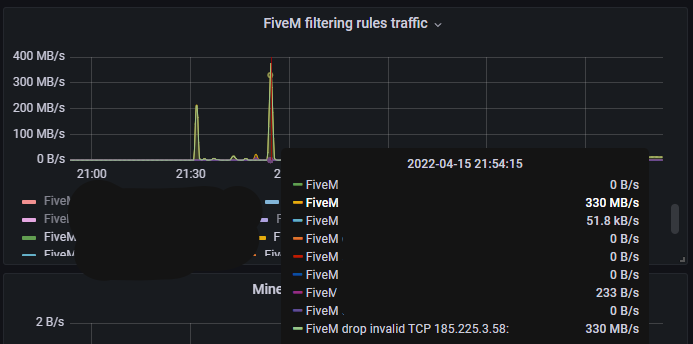 FiveM filtering rules traffic
400 MB/s
300 MB/s
200 MB/s
100 MB/s
0 B/s
21:00
21:30
2
2022-04-15 21:54:15
FiveM 0 B/s
FiveM 330 MB/s
FiveM 51.8 kB/s
FiveM 0 B/s
FiveM 0 B/s
FiveM 0 B/s
FiveM 233 B/s
FiveM 0 B/s
FiveM drop invalid TCP 185.225.3.58: 330 MB/s
FiveM
FiveM F
FiveM Five
FiveM Five
Mine
2 B/s